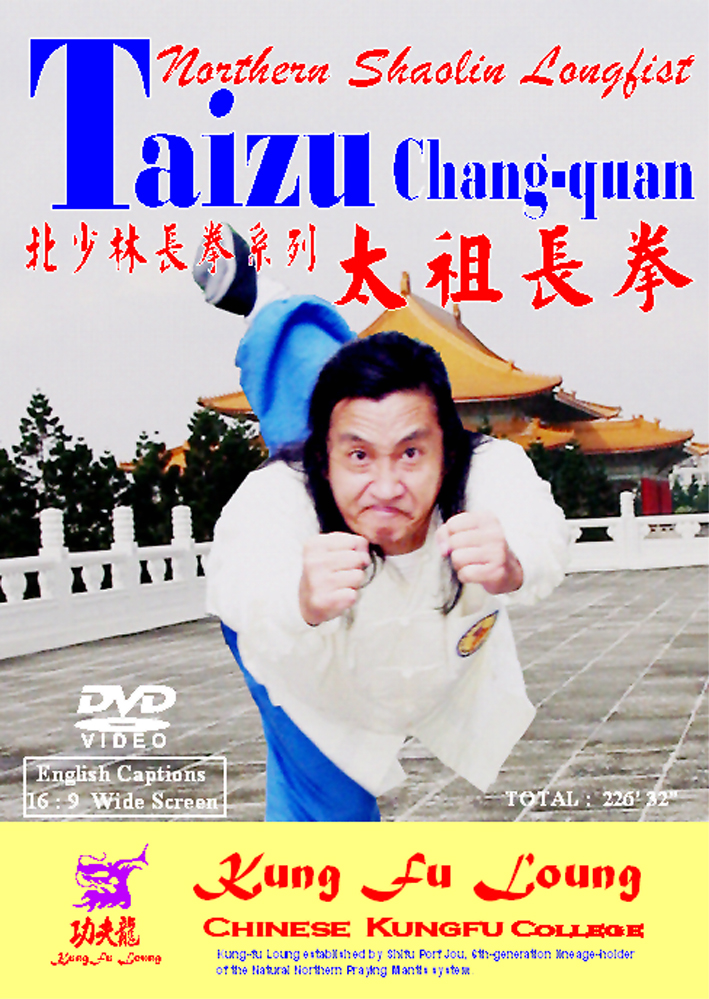 Northern Shaolin Longfist
Taizu Chang-quan
北少林長拳系列 太祖長拳
DVD
VIDEO
English Captions
16 : 9 Wide Screen
TOTAL : 226' 32"
功夫龍
Kung Fu Loung
Kung Fu Loung
CHINESE KUNGFU COLLEGE
Kung-fu Loung established by Shifu Porf Jou, 6th-generation lineage-holder
of the Natural Northern Praying Mantis system.